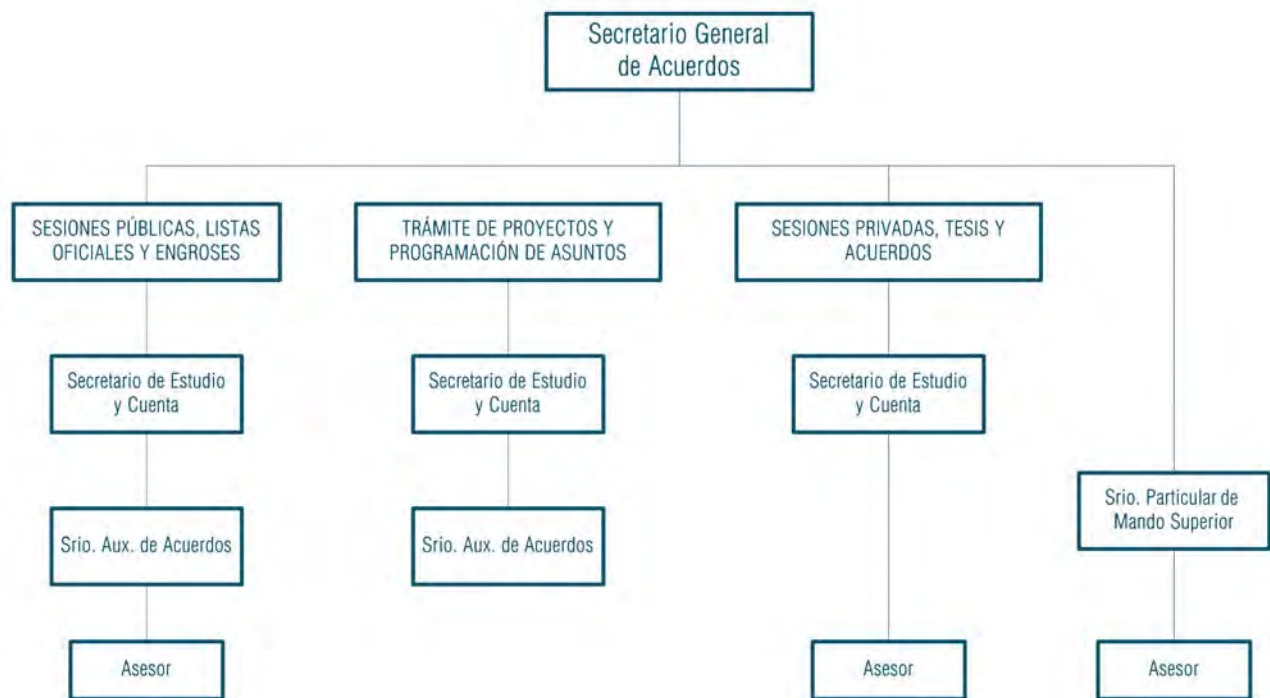 Secretario General
de Acuerdos
SESIONES PÚBLICAS, LISTAS
OFICIALES Y ENGROSES
TRÁMITE DE PROYECTOS Y
PROGRAMACIÓN DE ASUNTOS
SESIONES PRIVADAS, TESIS Y
ACUERDOS
Secretario de Estudio
y Cuenta
Secretario de Estudio
y Cuenta
Secretario de Estudio
y Cuenta
Srio. Particular de
Mando Superior
Srio. Aux. de Acuerdos
Srio. Aux. de Acuerdos
Asesor
Asesor
Asesor